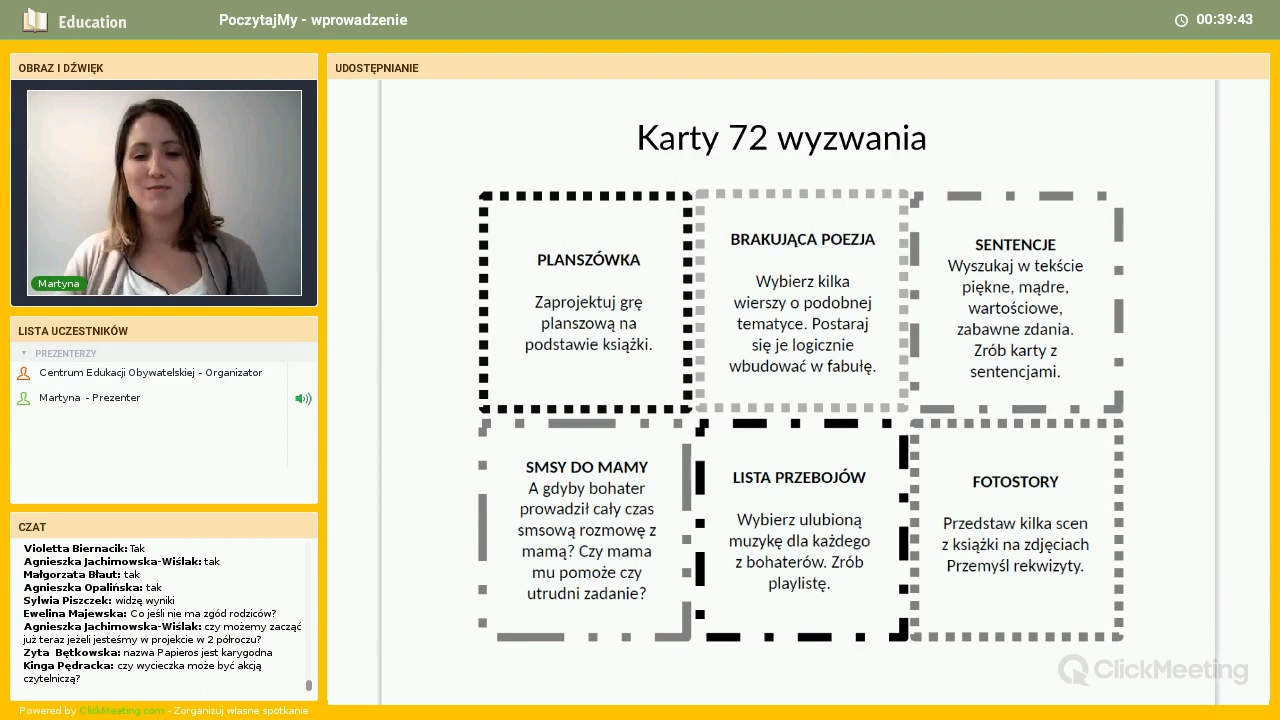 Education
PoczytajMy - wprowadzenie
00:39:43
OBRAZ I DŹWIĘK
Martyna
LISTA UCZESTNIKÓW
PREZENTERZY
Centrum Edukacji Obywatelskiej - Organizator
Martyna - Prezenter
CZAT
Violetta Biernacik: Tak
Agnieszka Jachimowska-Wiślak: tak
Małgorzata Błaut: tak
Agnieszka Opalińska: tak
Sylwia Piszczek: widzę wyniki
Ewelina Majewska: Co jeśli nie ma zgód rodziców?
Agnieszka Jachimowska-Wiślak: czy możemy zacząć
już teraz jeżeli jesteśmy w projekcie w 2 półroczu?
Zyta Bętkowska: nazwa Papieros jest karygodna
Kinga Pędracka: czy wycieczka może być akcją
czytelniczą?
Powered by ClickMeeting.com - Zorganizuj własne spotkanie
UDOSTĘPNIANIE
Karty 72 wyzwania
PLANSZÓWKA
Zaprojektuj grę
planszową na
podstawie książki.
BRAKUJĄCA POEZJA
Wybierz kilka
wierszy o podobnej
tematyce. Postaraj
się je logicznie
wbudować w fabułę.
SENTENCJE
Wyszukaj w tekście
piękne, mądre,
wartościowe,
zabawne zdania.
Zrób karty z
sentencjami.
SMSY DO MAMY
A gdyby bohater
prowadził cały czas
smsową rozmowę z
mamą? Czy mama
mu pomoże czy
utrudni zadanie?
LISTA PRZEBOJÓW
Wybierz ulubioną
muzykę dla każdego
z bohaterów. Zrób
playlistę.
FOTOSTORY
Przedstaw kilka scen
z książki na zdjęciach
Przemyśl rekwizyty.
ClickMeeting